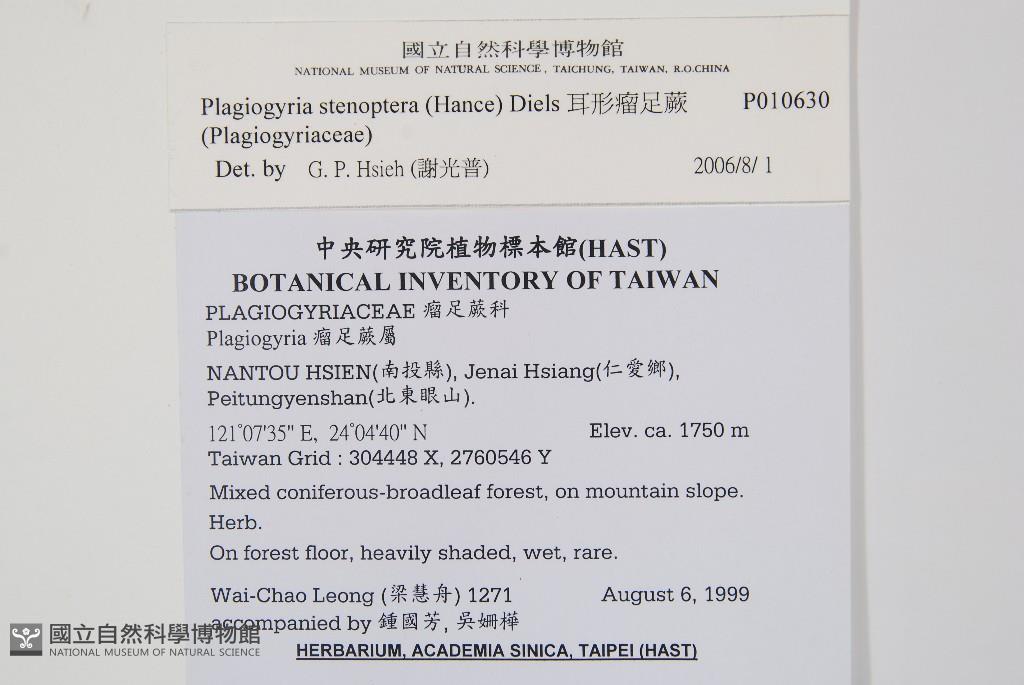 國立自然科學博物館
NATIONAL MUSEUM OF NATURAL SCIENCE, TAICHUNG, TAIWAN, R.O.CHINA
Plagiogyria stenoptera (Hance) Diels 耳形瘤足蕨 P010630
(Plagiogyriaceae)
Det. by G. P. Hsieh (謝光普) 2006/8/ 1
中央研究院植物標本館(HAST)
BOTANICAL INVENTORY OF TAIWAN
PLAGIOGYRIACEAE 瘤足蕨科
Plagiogyria 瘤足蕨屬
NANTOU HSIEN(南投縣), Jenai Hsiang(仁愛鄉),
Peitungyenshan(北東眼山).
121°07'35" E, 24°04'40" N Elev. ca. 1750 m
Taiwan Grid : 304448 X, 2760546 Y
Mixed coniferous-broadleaf forest, on mountain slope.
Herb.
On forest floor, heavily shaded, wet, rare.
Wai-Chao Leong (梁慧舟) 1271 August 6, 1999
accompanied by 鍾國芳, 吳姍樺
HERBARIUM, ACADEMIA SINICA, TAIPEI (HAST)
國立自然科學博物館
NATIONAL MUSEUM OF NATURAL SCIENCE